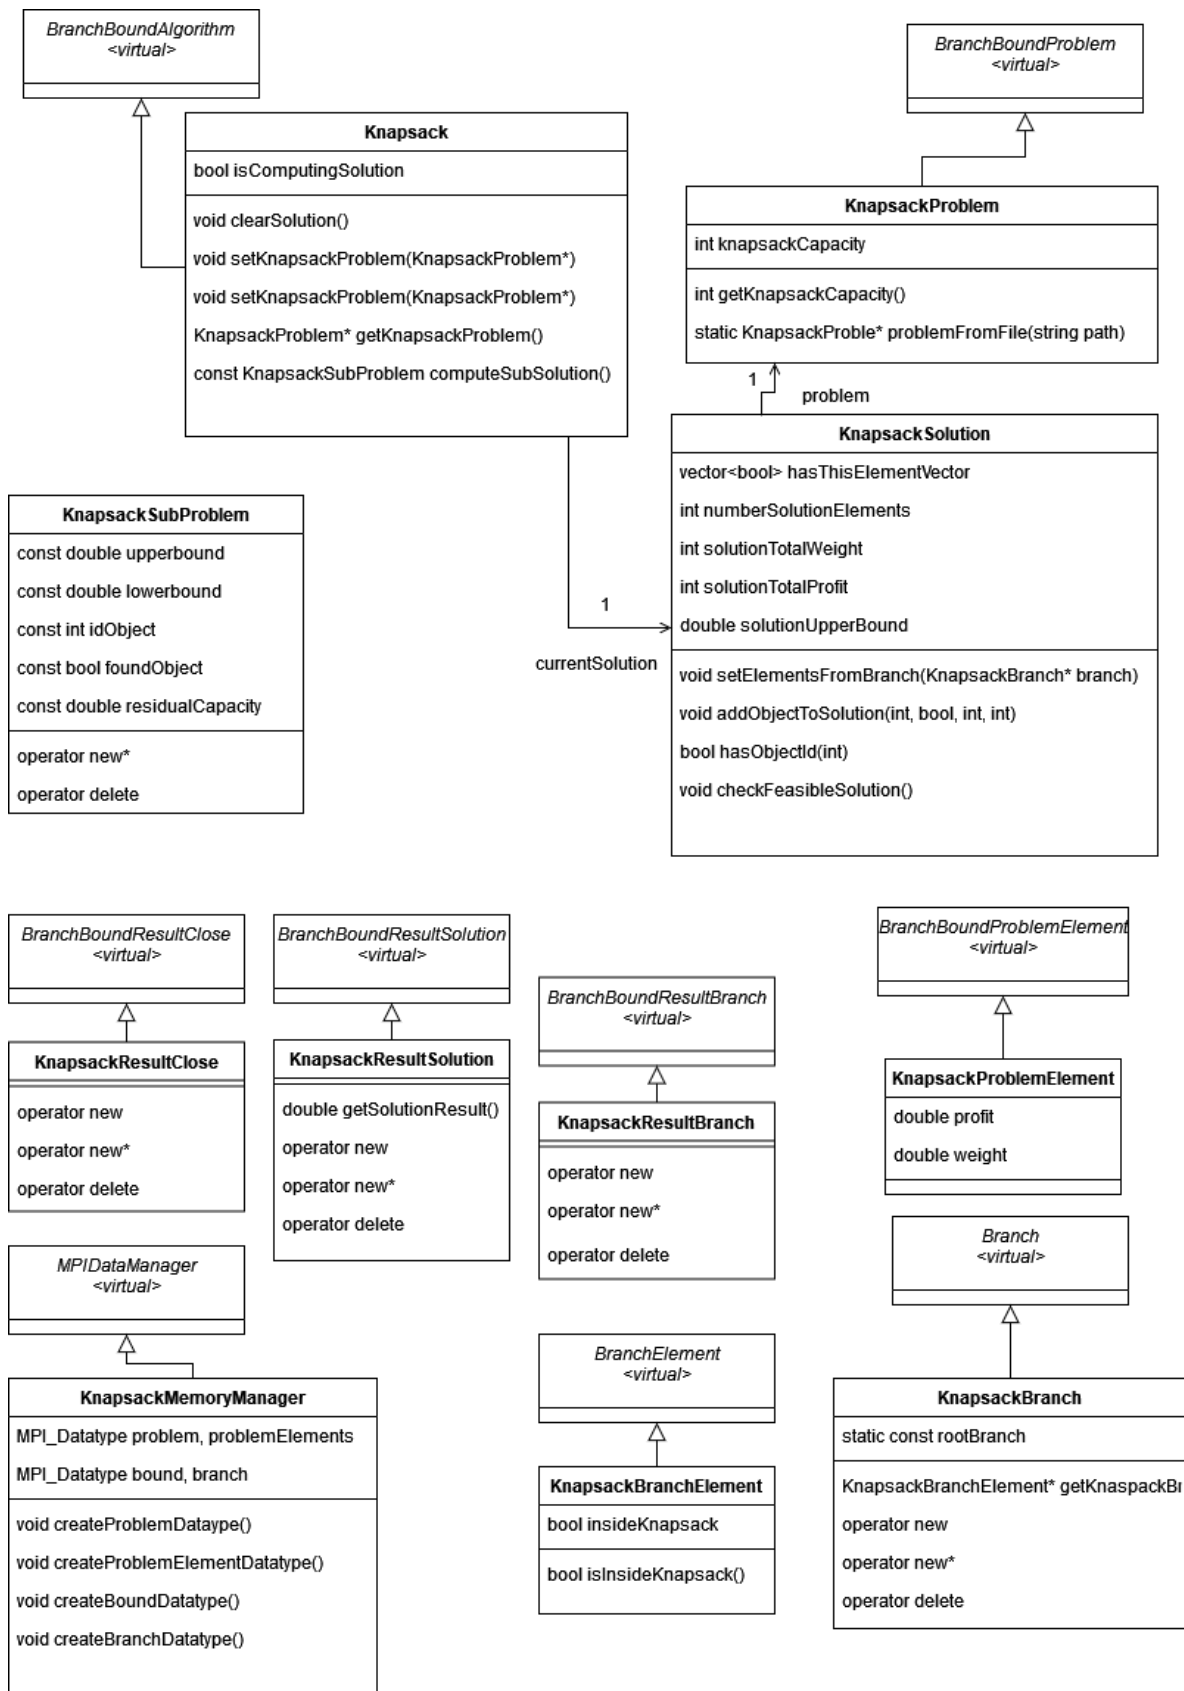 BranchBoundAlgorithm
<virtual>
BranchBoundProblem
<virtual>
Knapsack
bool isComputingSolution
void clearSolution()
void setKnapsackProblem(KnapsackProblem*)
void setKnapsackProblem(KnapsackProblem*)
KnapsackProblem* getKnapsackProblem()
const KnapsackSubProblem computeSubSolution()
KnapsackProblem
int knapsackCapacity
int getKnapsackCapacity()
static KnapsackProble* problemFromFile(string path)
1
problem
KnapsackSolution
vector<bool> hasThisElementVector
int numberSolutionElements
int solutionTotalWeight
int solutionTotalProfit
double solutionUpperBound
void setElementsFromBranch(KnapsackBranch* branch)
void addObjectToSolution(int, bool, int, int)
bool hasObjectId(int)
void checkFeasibleSolution()
1
currentSolution
KnapsackSubProblem
const double upperbound
const double lowerbound
const int idObject
const bool foundObject
const double residualCapacity
operator new*
operator delete
BranchBoundResultClose
<virtual>
KnapsackResultClose
operator new
operator new*
operator delete
BranchBoundResultSolution
<virtual>
KnapsackResultSolution
double getSolutionResult()
operator new
operator new*
operator delete
BranchBoundResultBranch
<virtual>
KnapsackResultBranch
operator new
operator new*
operator delete
BranchBoundProblemElement
<virtual>
KnapsackProblemElement
double profit
double weight
MPIDataManager
<virtual>
KnapsackMemoryManager
MPI_Datatype problem, problemElements
MPI_Datatype bound, branch
void createProblemDataype()
void createProblemElementDatatype()
void createBoundDatatype()
void createBranchDatatype()
BranchElement
<virtual>
KnapsackBranchElement
bool insideKnapsack
bool isInsideKnapsack()
Branch
<virtual>
KnapsackBranch
static const rootBranch
KnapsackBranchElement* getKnaspackBr
operator new
operator new*
operator delete